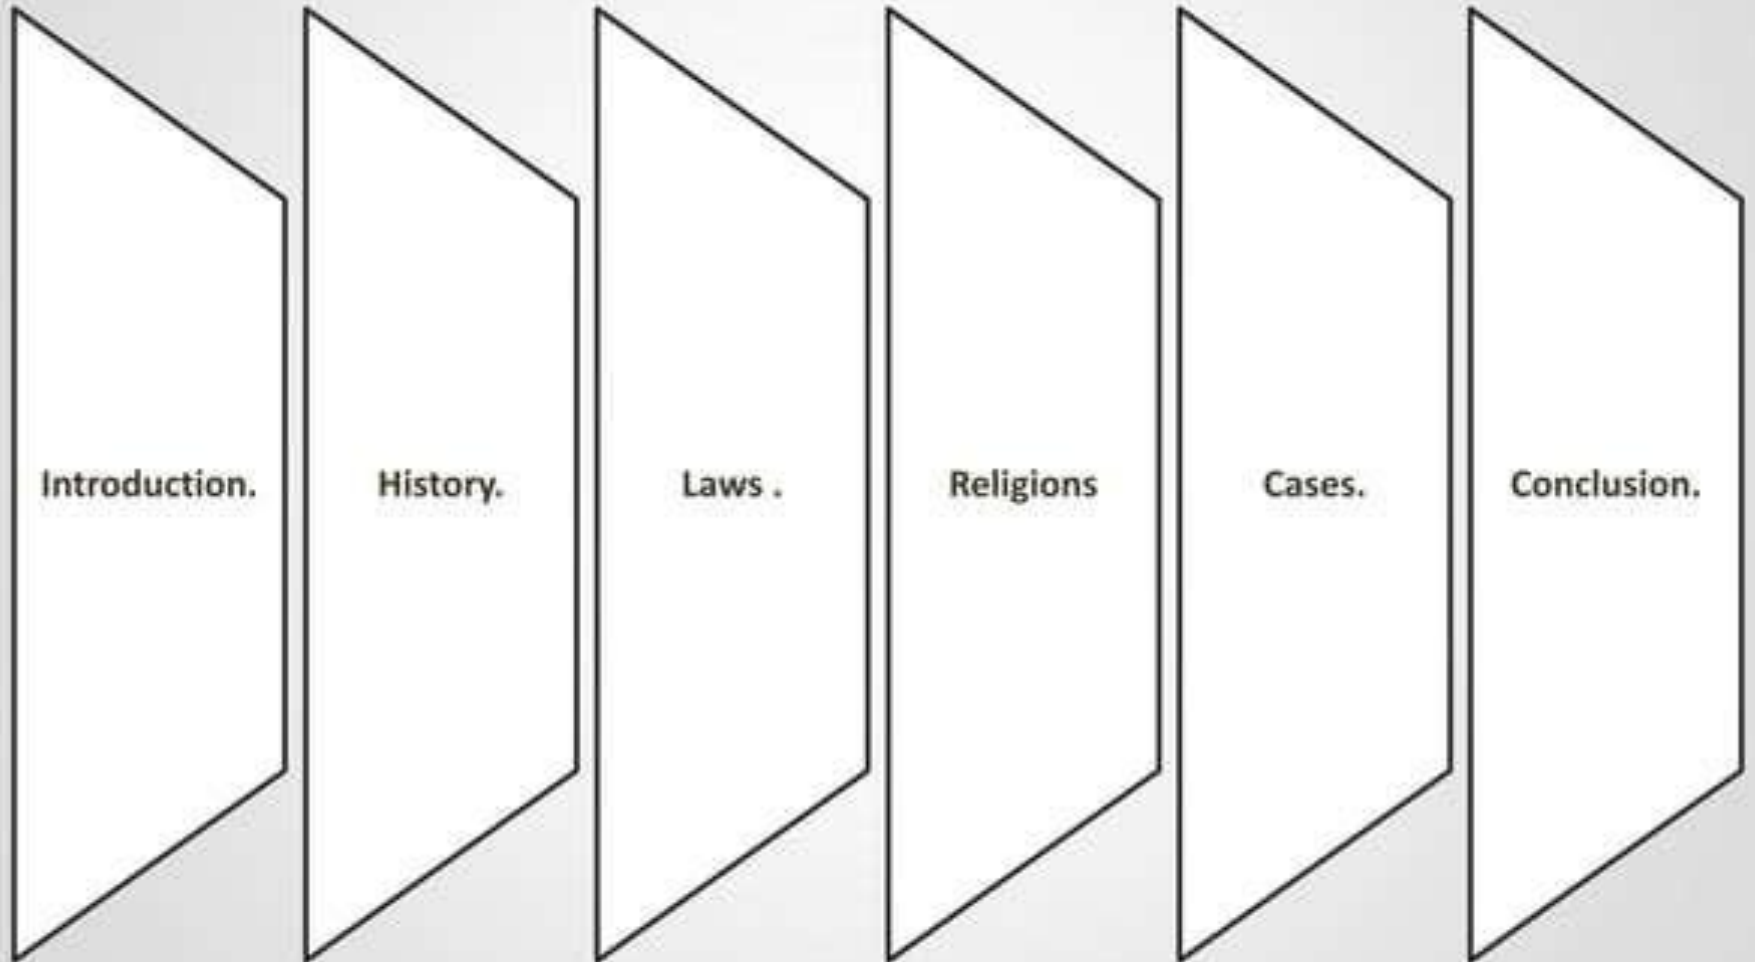 Introduction.
History.
Laws .
Religions
Cases.
Conclusion.